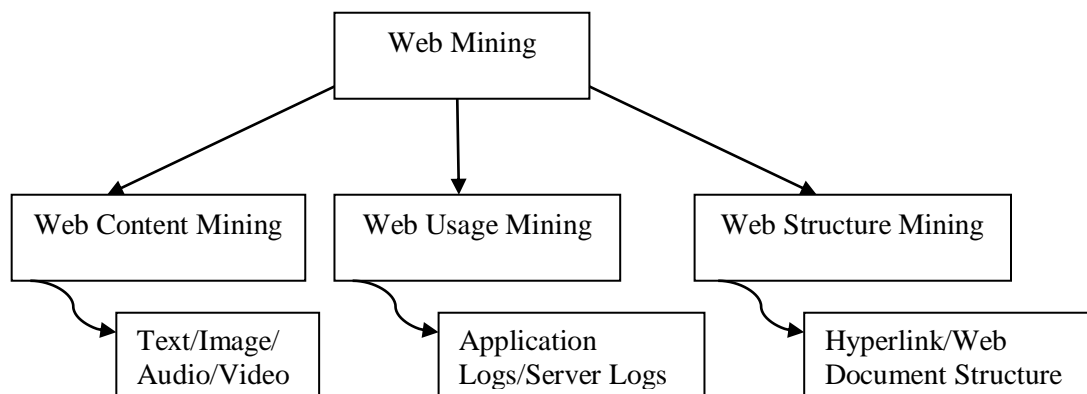 Web Mining
Web Content Mining
Web Usage Mining
Web Structure Mining
Text/Image/
Audio/Video
Application
Logs/Server Logs
Hyperlink/Web
Document Structure